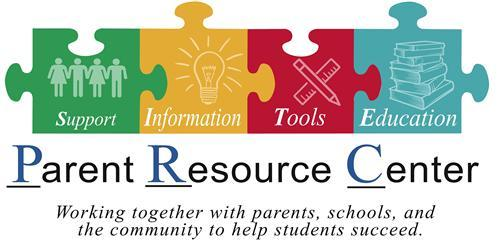 Support Information Tools Education
Parent Resource Center
Working together with parents, schools, and
the community to help students succeed.